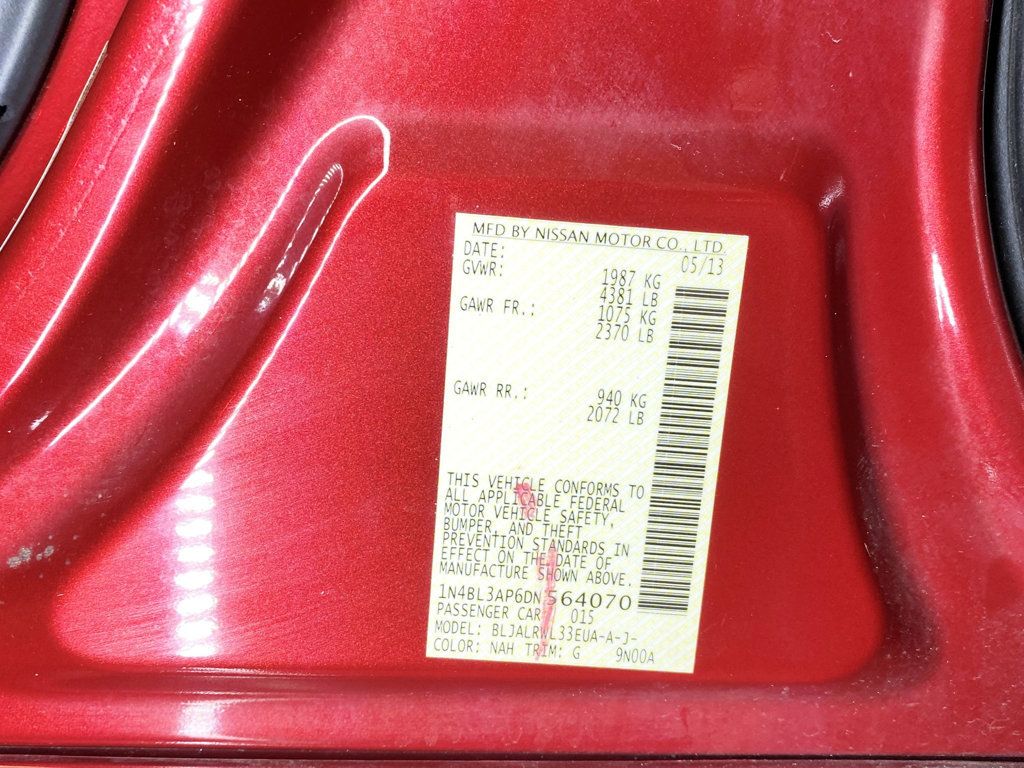 MFD BY NISSAN MOTOR CO., LTD.
DATE: 05/13
GVWR: 1987 KG
4381 LB
GAWR FR.: 1075 KG
2370 LB
GAWR RR.: 940 KG
2072 LB
THIS VEHICLE CONFORMS TO
ALL APPLICABLE FEDERAL
MOTOR VEHICLE SAFETY,
BUMPER, AND THEFT
PREVENTION STANDARDS IN
EFFECT ON THE DATE OF
MANUFACTURE SHOWN ABOVE.
1N4BL3AP6DN564070
PASSENGER CAR 015
MODEL: BLJALRWL33EUA-A-J-
COLOR: NAH TRIM: G 9N00A